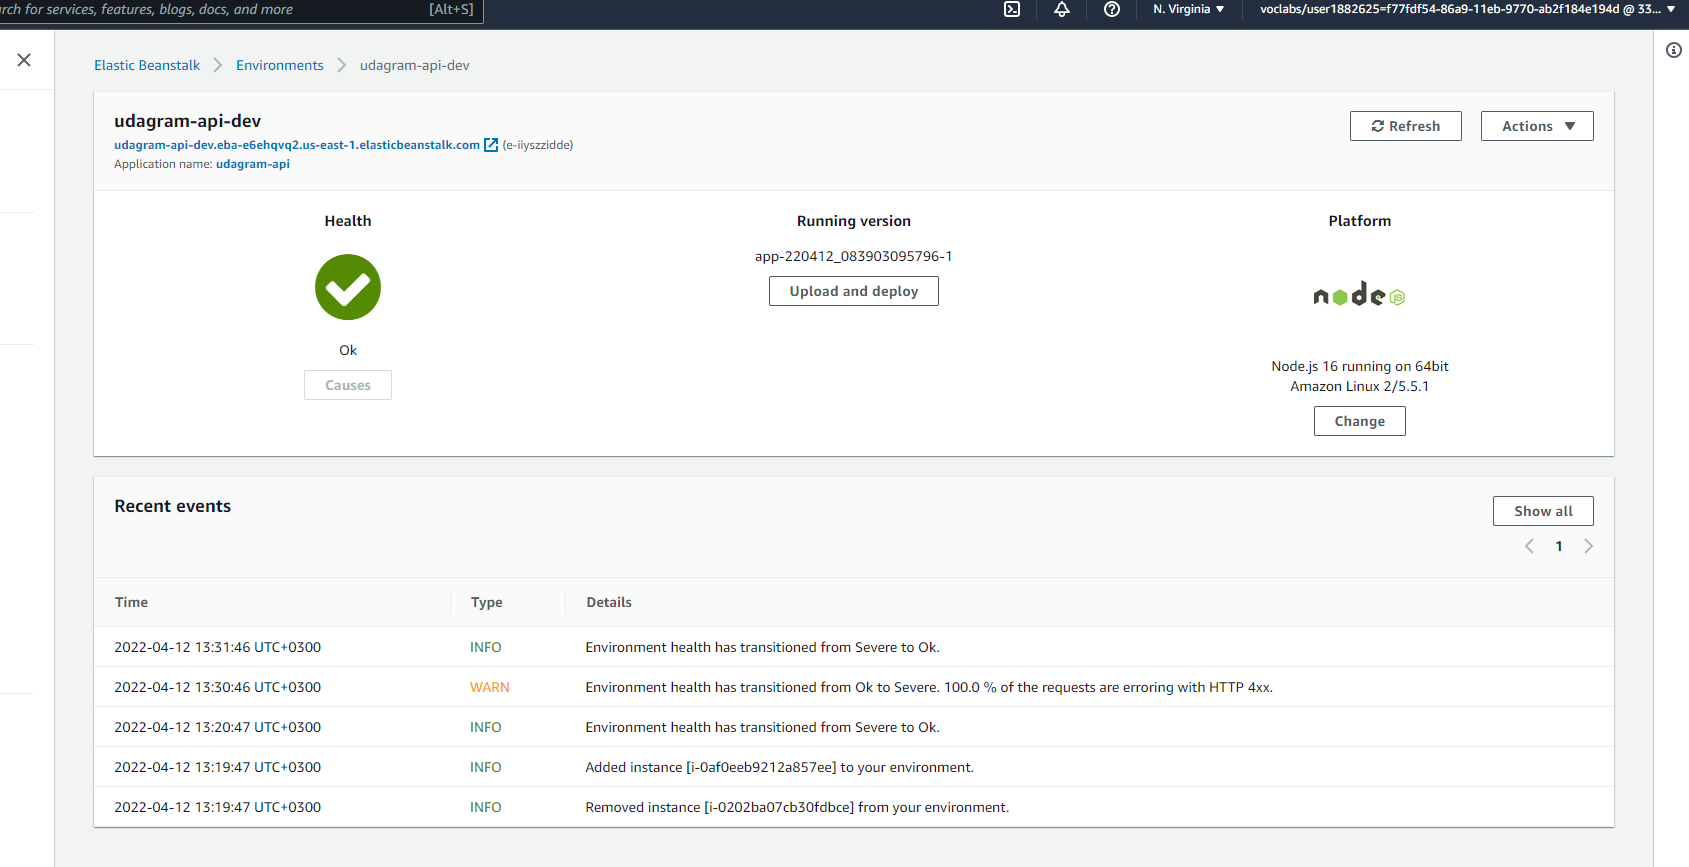 rch for services, features, blogs, docs, and more [Alt+S] N. Virginia ▼ voclabs/user1882625=f77fdf54-86a9-11eb-9770-ab2f184e194d @ 33... ▼
Elastic Beanstalk > Environments > udagram-api-dev
udagram-api-dev
Refresh Actions ▼
udagram-api-dev.eba-e6ehqvq2.us-east-1.elasticbeanstalk.com (e-iiyszzidde)
Application name: udagram-api
Health
Ok
Causes
Running version
app-220412_083903095796-1
Upload and deploy
Platform
node JS
Node.js 16 running on 64bit
Amazon Linux 2/5.5.1
Change
Recent events
Show all
< 1 >
Time Type Details
2022-04-12 13:31:46 UTC+0300 INFO Environment health has transitioned from Severe to Ok.
2022-04-12 13:30:46 UTC+0300 WARN Environment health has transitioned from Ok to Severe. 100.0 % of the requests are erroring with HTTP 4xx.
2022-04-12 13:20:47 UTC+0300 INFO Environment health has transitioned from Severe to Ok.
2022-04-12 13:19:47 UTC+0300 INFO Added instance [i-0af0eeb9212a857ee] to your environment.
2022-04-12 13:19:47 UTC+0300 INFO Removed instance [i-0202ba07cb30fdbce] from your environment.